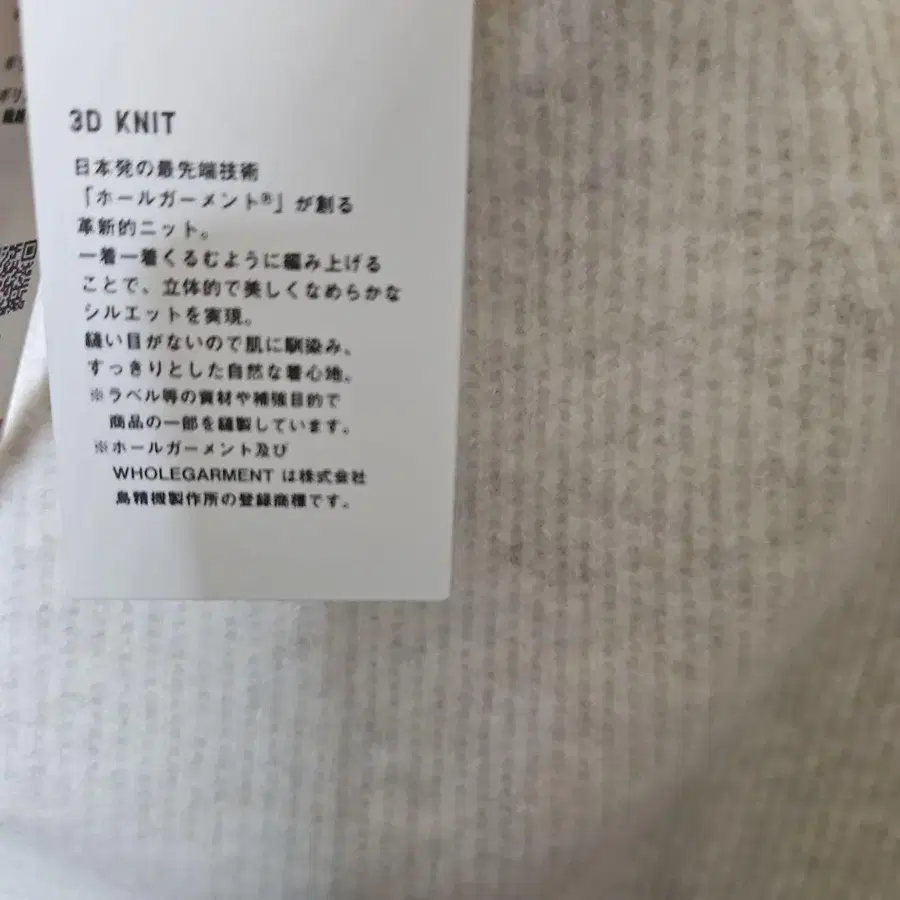 3D KNIT
日本発の最先端技術
「ホールガーメント®」が創る
革新的ニット。
一着一着くるむように編み上げる
ことで、立体的で美しくなめらかな
シルエットを実現。
縫い目がないので肌に馴染み、
すっきりとした自然な着心地。
※ラベル等の資材や補強目的で
商品の一部を縫製しています。
※ホールガーメント及び
WHOLEGARMENT は株式会社
島精機製作所の登録商標です。